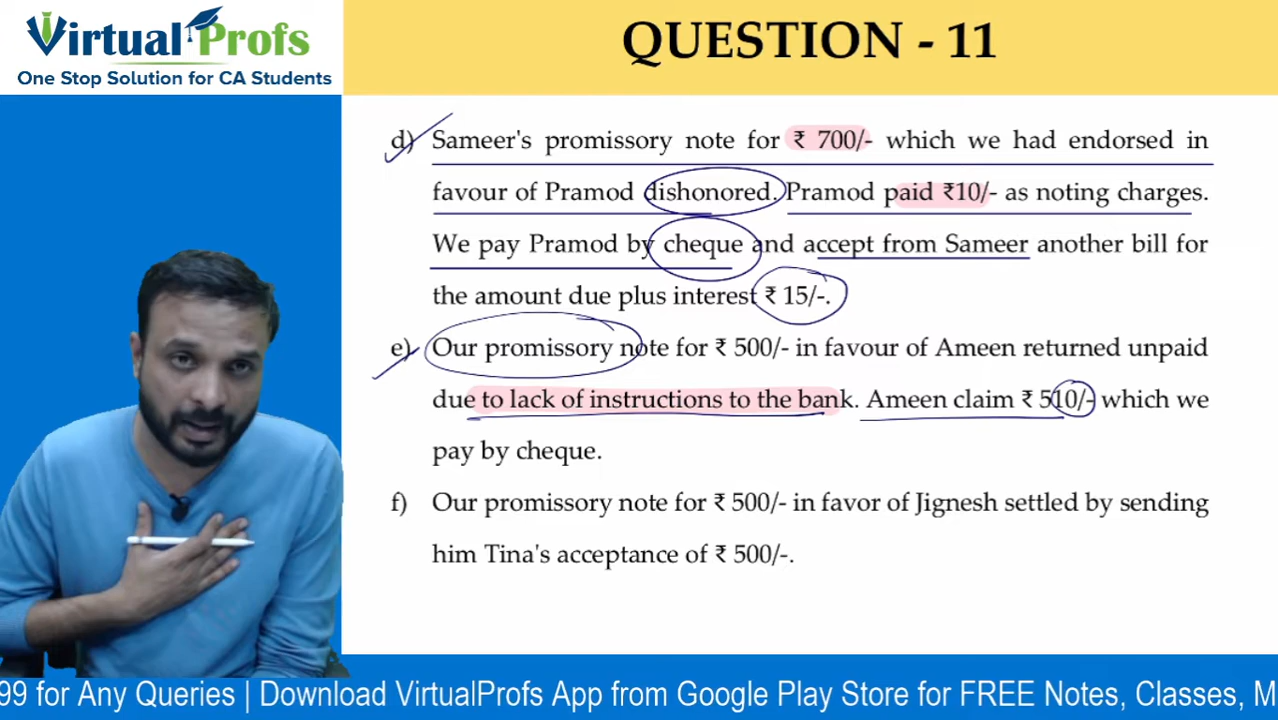 Virtual Profs
One Stop Solution for CA Students
QUESTION - 11
d) Sameer's promissory note for ₹ 700/- which we had endorsed in
favour of Pramod dishonored. Pramod paid ₹10/- as noting charges.
We pay Pramod by cheque and accept from Sameer another bill for
the amount due plus interest ₹ 15/-.
e) Our promissory note for ₹ 500/- in favour of Ameen returned unpaid
due to lack of instructions to the bank. Ameen claim ₹ 510/- which we
pay by cheque.
f) Our promissory note for ₹ 500/- in favor of Jignesh settled by sending
him Tina's acceptance of ₹ 500/-.
99 for Any Queries | Download VirtualProfs App from Google Play Store for FREE Notes, Classes, M